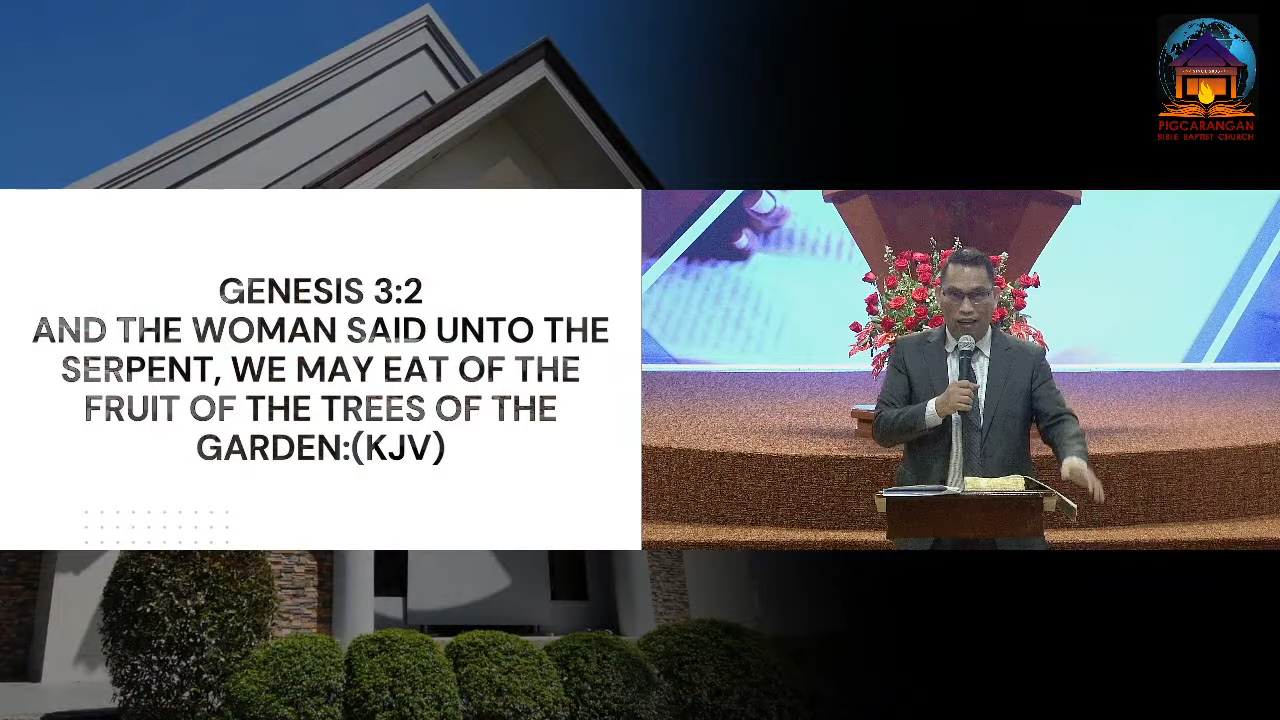 GENESIS 3:2
AND THE WOMAN SAID UNTO THE
SERPENT, WE MAY EAT OF THE
FRUIT OF THE TREES OF THE
GARDEN:(KJV)
PIGCARANGAN
BIBLE BAPTIST CHURCH